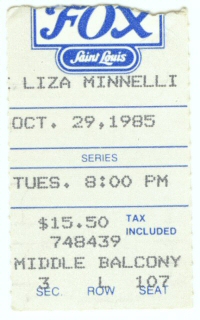 FOX
Saint Louis
LIZA MINNELLI
OCT. 29,1985
SERIES
TUES. 8:00 PM
$15.50 TAX INCLUDED
748439
MIDDLE BALCONY
3 L 107
SEC. ROW SEAT